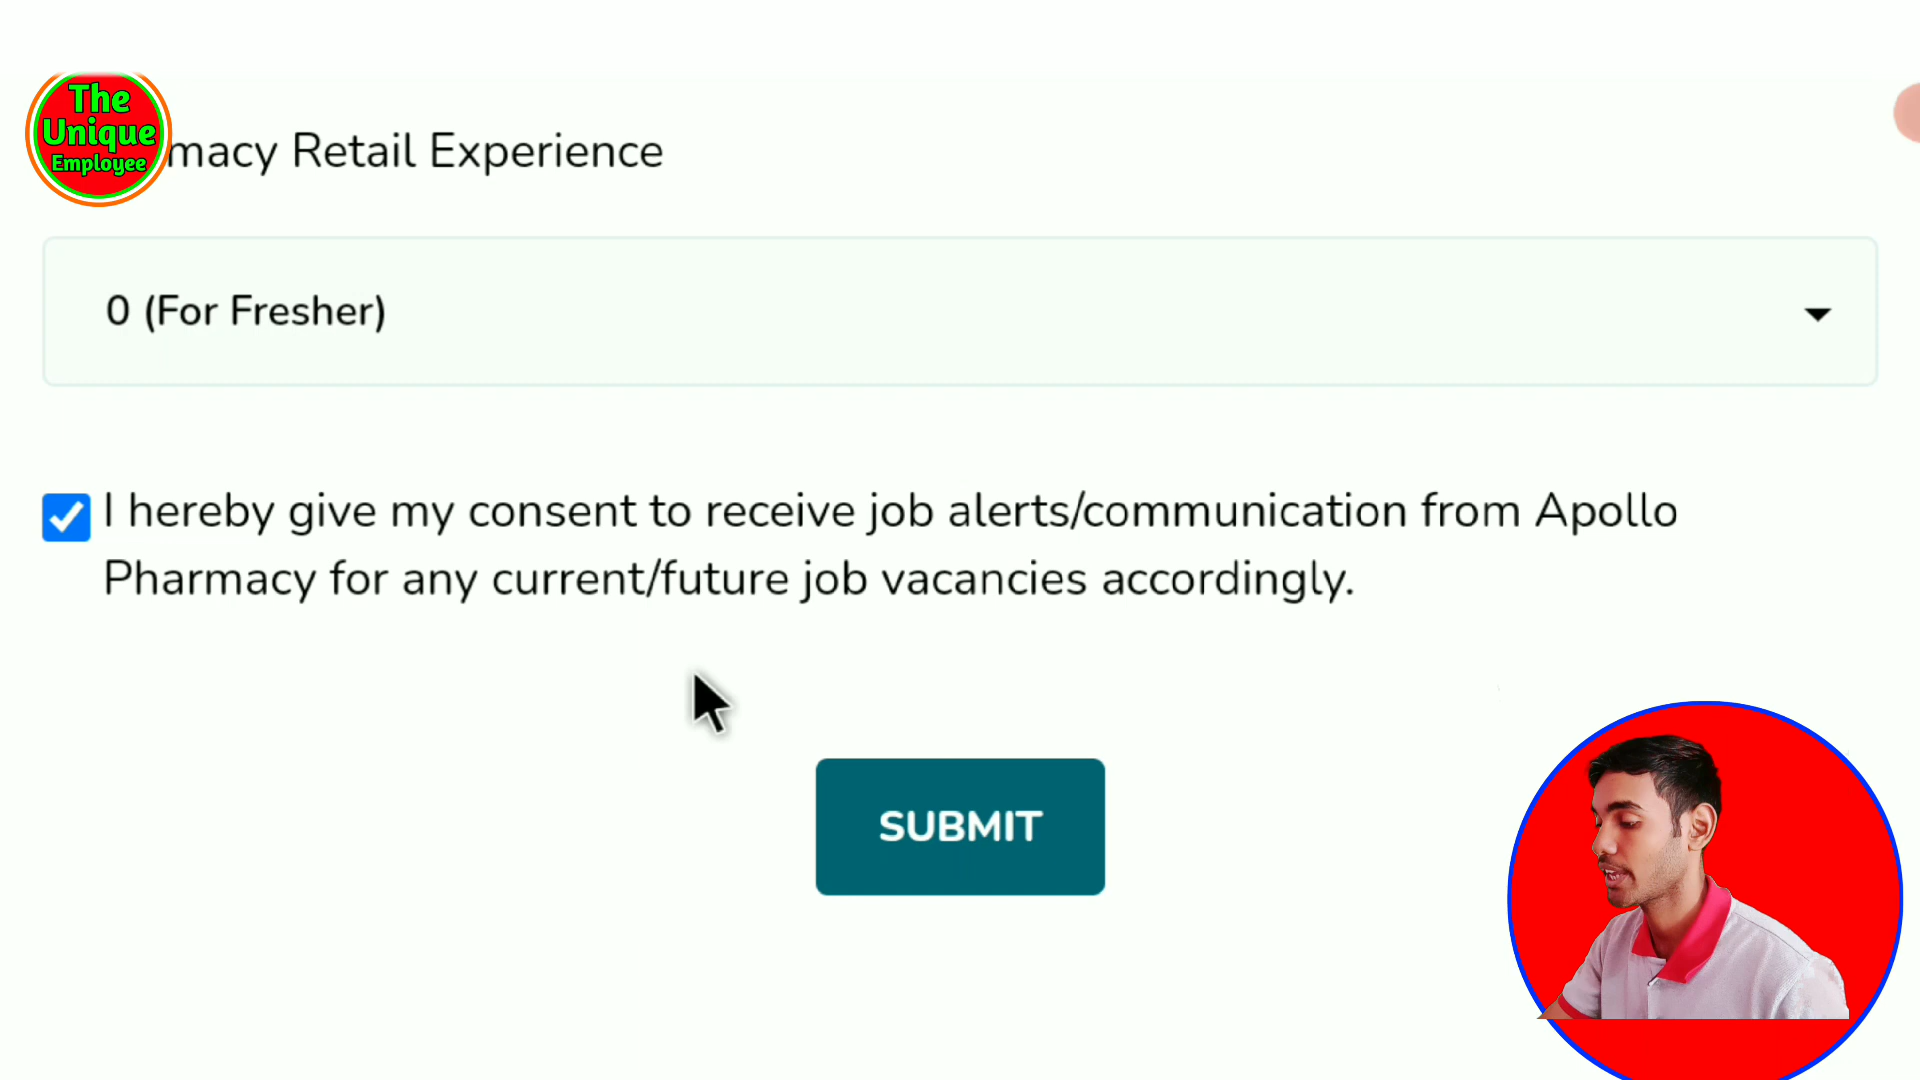 The
Unique
Employee
macy Retail Experience
0 (For Fresher)
I hereby give my consent to receive job alerts/communication from Apollo
Pharmacy for any current/future job vacancies accordingly.
SUBMIT